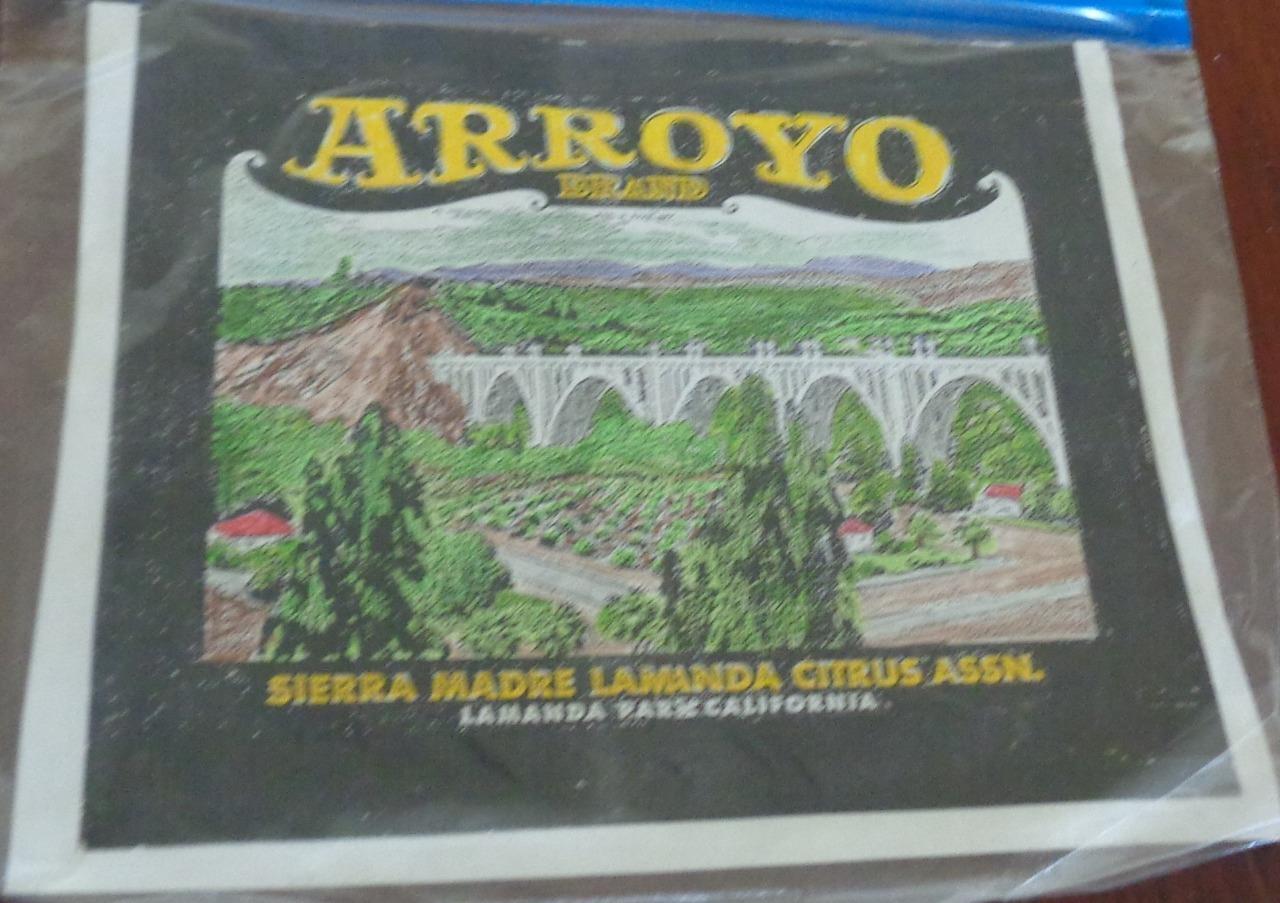 ARROYO
BRAND
SIERRA MADRE LAMANDA CITRUS ASSN.
LAMANDA PARK CALIFORNIA